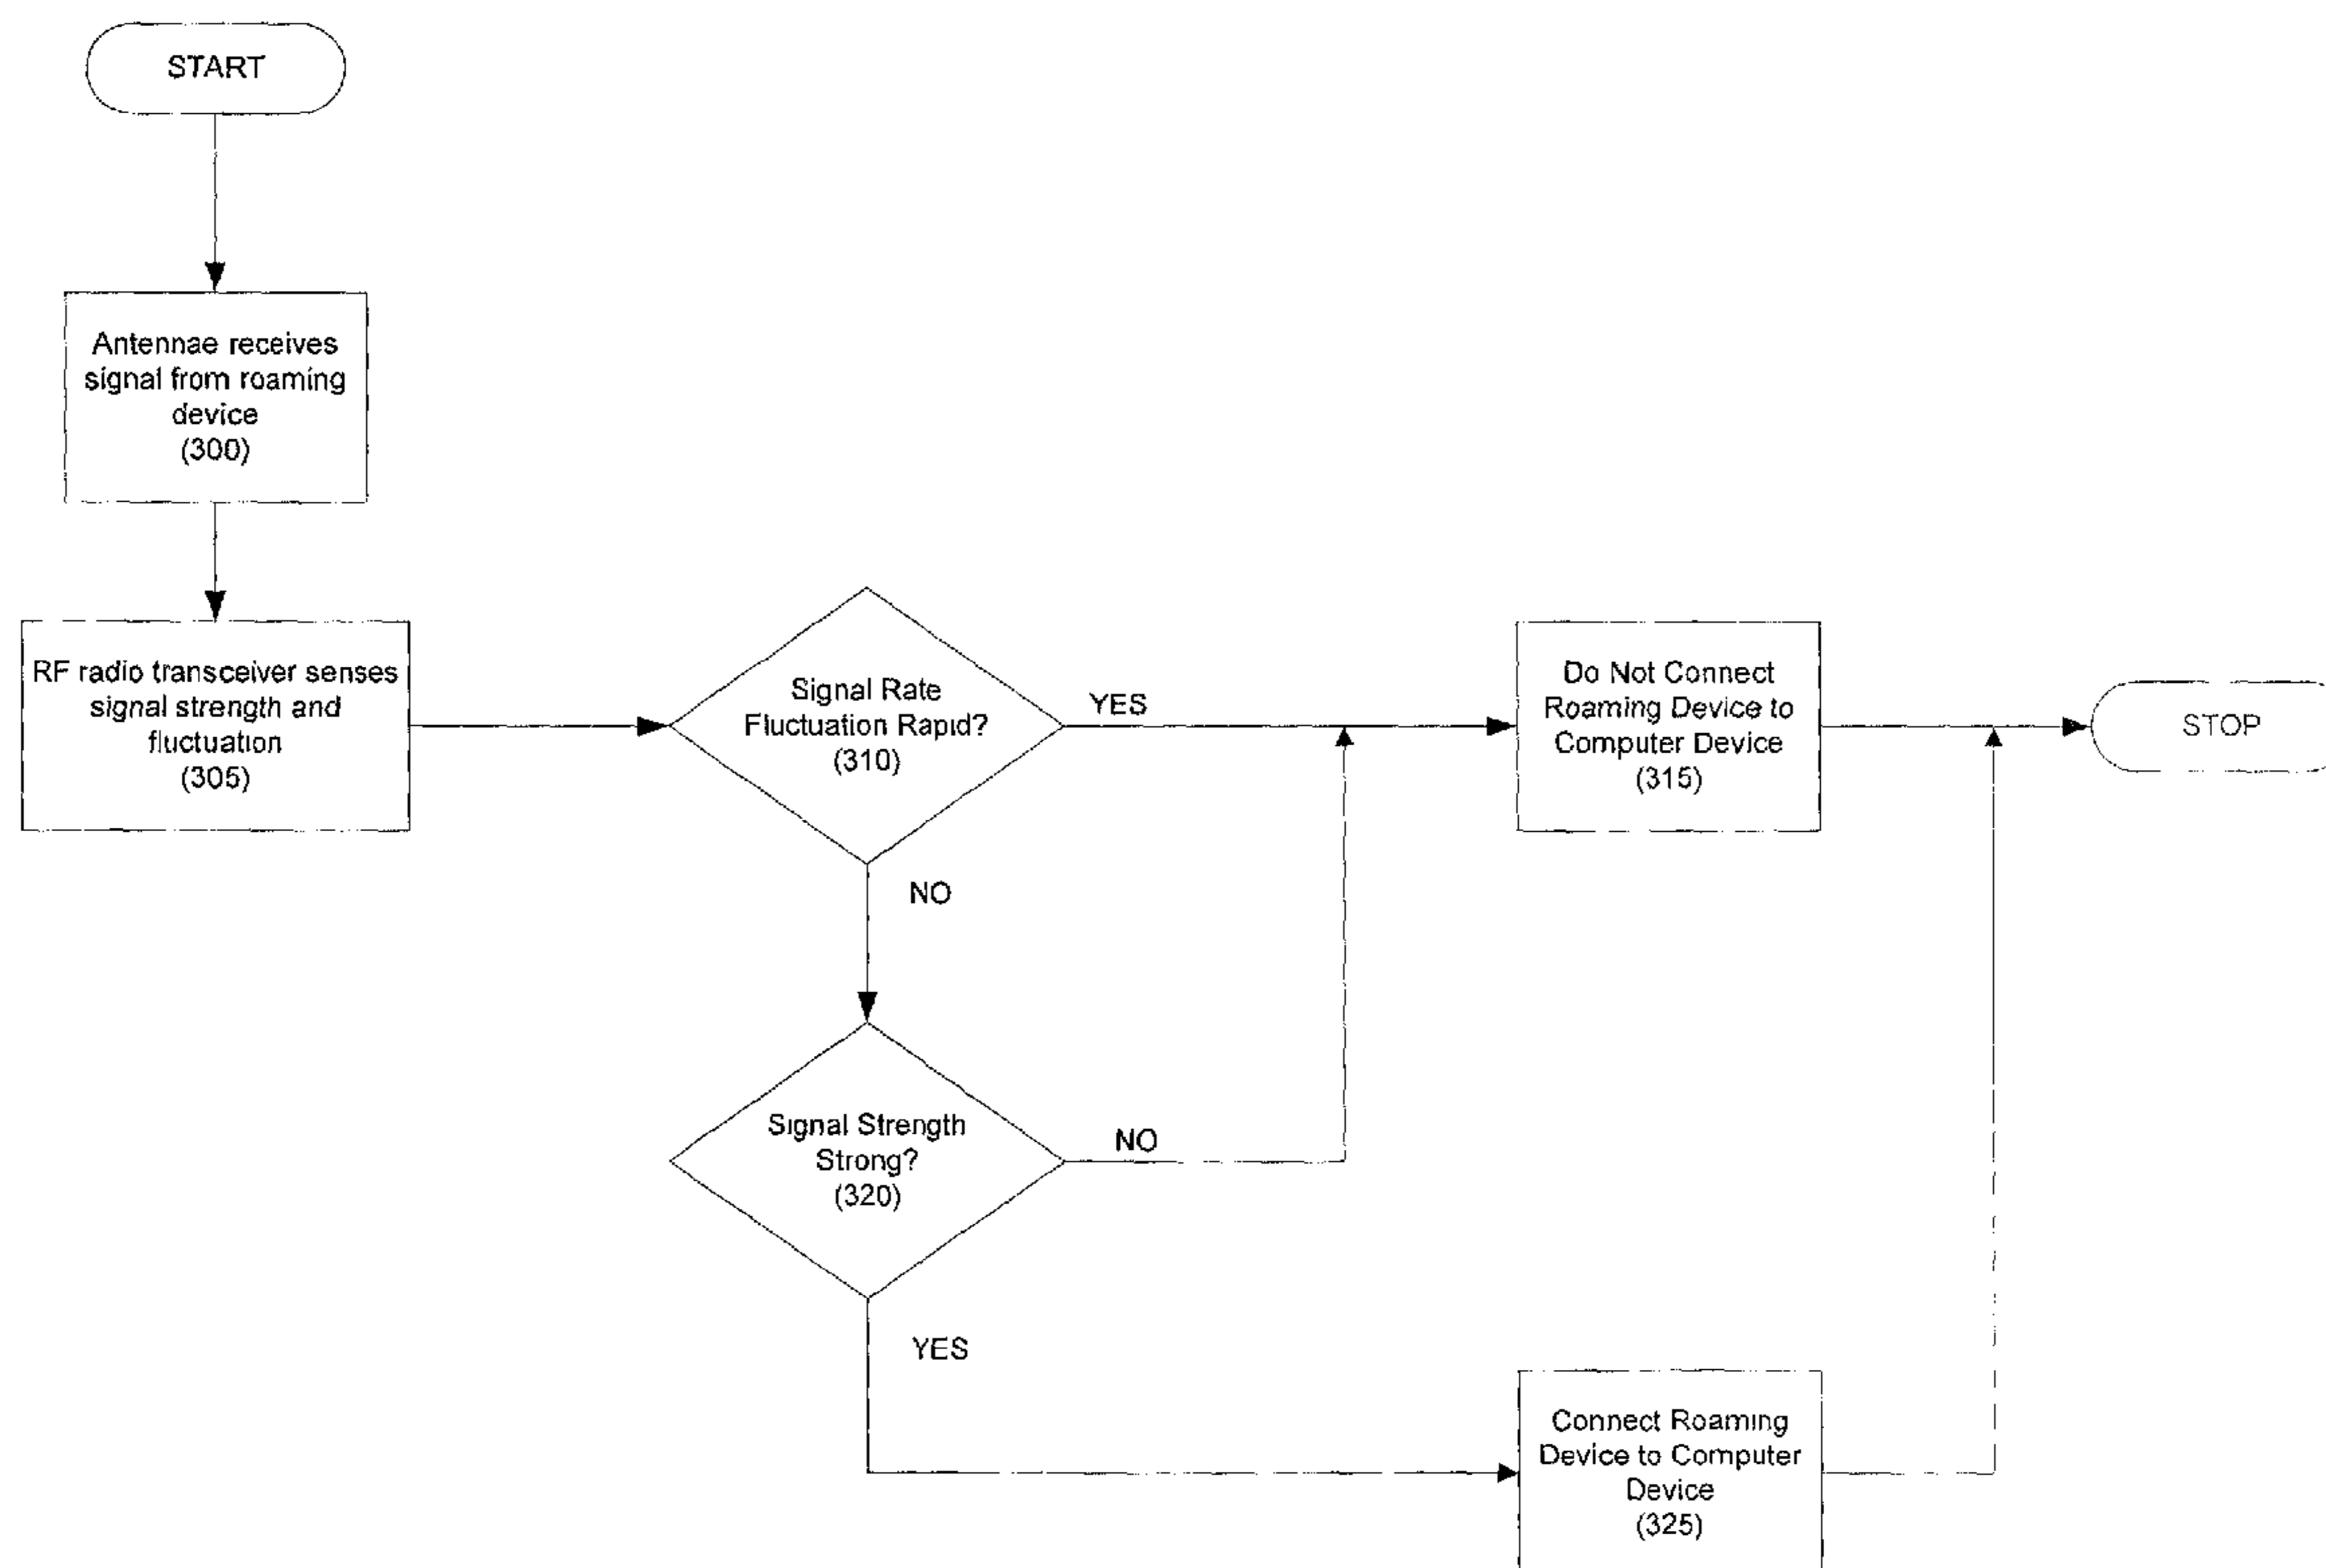 START
Antennae receives
signal from roaming
device
(300)
RF radio transceiver senses
signal strength and
fluctuation
(305)
Signal Rate
Fluctuation Rapid?
(310)
YES
NO
Do Not Connect
Roaming Device to
Computer Device
(315)
STOP
Signal Strength
Strong?
(320)
NO
YES
Connect Roaming
Device to Computer
Device
(325)